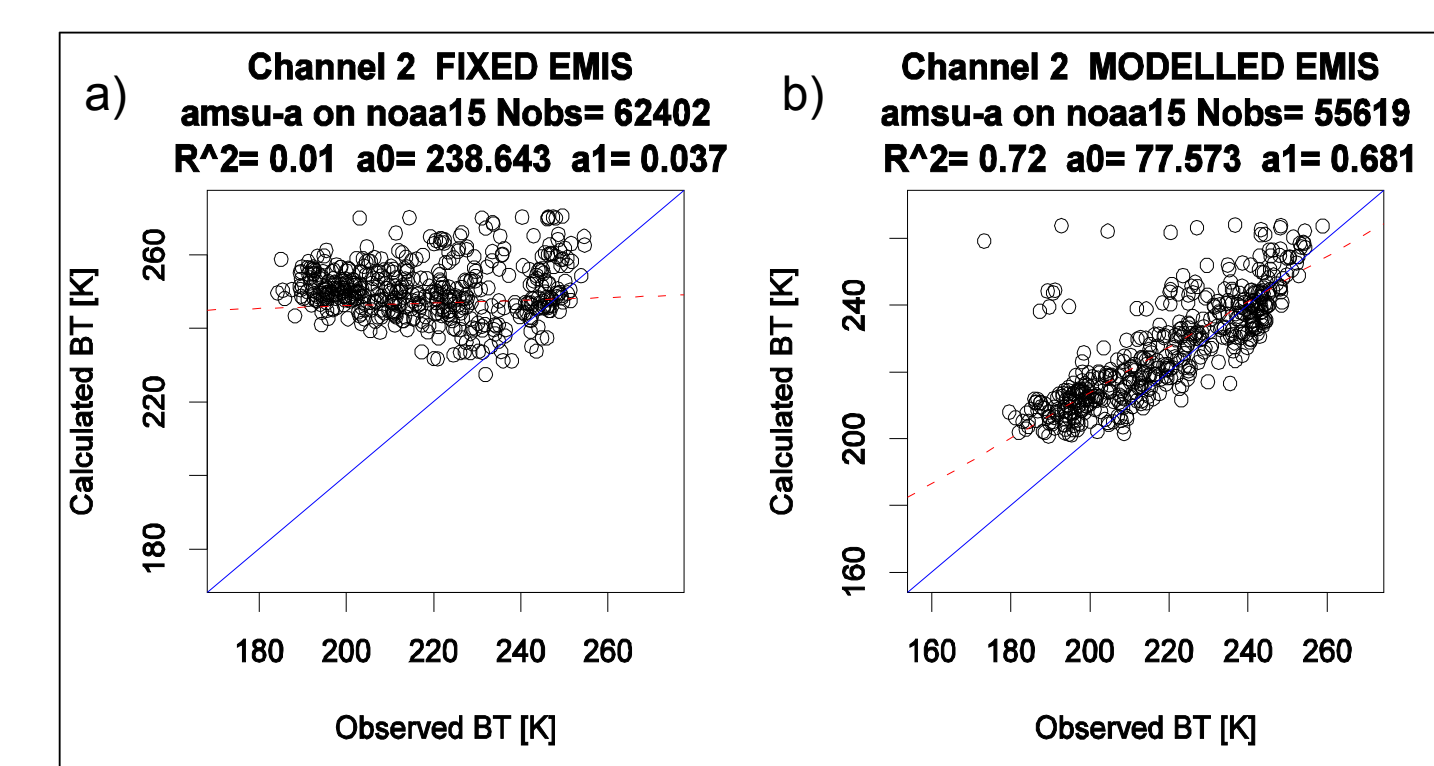 a)
Channel 2 FIXED EMIS
amsu-a on noaa15 Nobs= 62402
R^2= 0.01 a0= 238.643 a1= 0.037
Calculated BT [K]
260
220
180
180 200 220 240 260
Observed BT [K]
b)
Channel 2 MODELLED EMIS
amsu-a on noaa15 Nobs= 55619
R^2= 0.72 a0= 77.573 a1= 0.681
Calculated BT [K]
240
200
160
160 180 200 220 240 260
Observed BT [K]